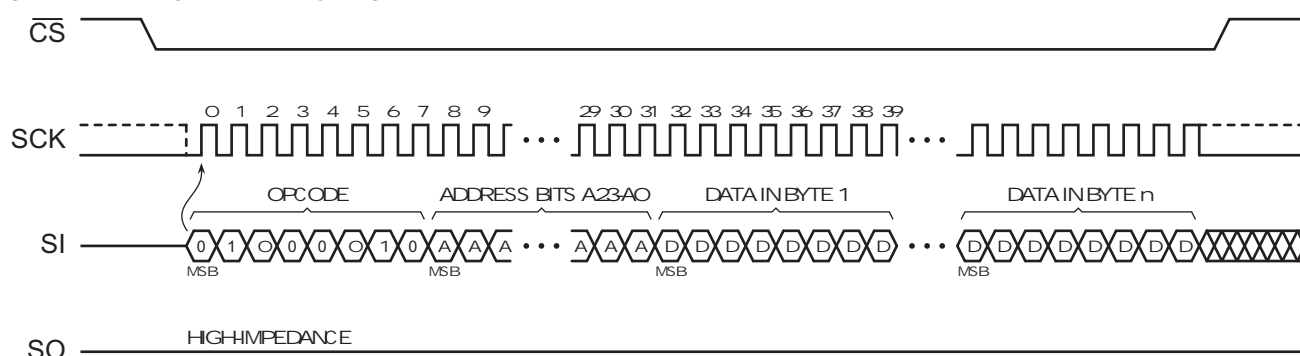 CS
0 1 2 3 4 5 6 7 8 9 29 30 31 32 33 34 35 36 37 38 39
SCK
OPCODE ADDRESS BITS A23-A0 DATA IN BYTE 1 DATA IN BYTE n
SI 0 1 0 0 0 0 1 0 A A A A A A D D D D D D D D D D D D D D D D
MSB MSB MSB MSB
HIGH-IMPEDANCE
SO